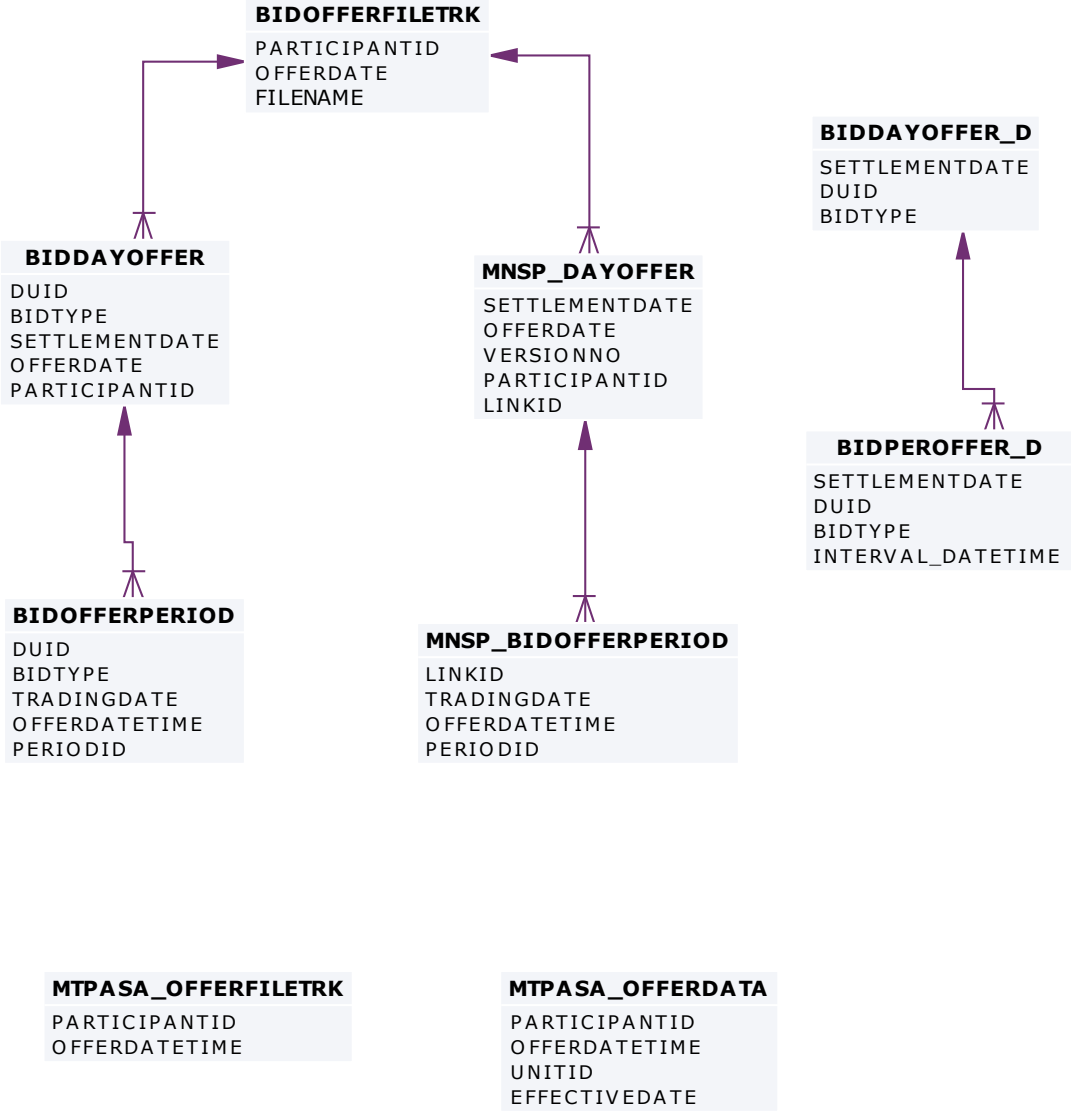 BIDOFFERFILETRK
PARTICIPANTID
OFFERDATE
FILENAME
BIDDAYOFFER_D
SETTLEMENTDATE
DUID
BIDTYPE
BIDDAYOFFER
DUID
BIDTYPE
SETTLEMENTDATE
OFFERDATE
PARTICIPANTID
MNSP_DAYOFFER
SETTLEMENTDATE
OFFERDATE
VERSIONNO
PARTICIPANTID
LINKID
BIDPEROFFER_D
SETTLEMENTDATE
DUID
BIDTYPE
INTERVAL_DATETIME
BIDOFFERPERIOD
DUID
BIDTYPE
TRADINGDATE
OFFERDATETIME
PERIODID
MNSP_BIDOFFERPERIOD
LINKID
TRADINGDATE
OFFERDATETIME
PERIODID
MTPASA_OFFERFILETRK
PARTICIPANTID
OFFERDATETIME
MTPASA_OFFERDATA
PARTICIPANTID
OFFERDATETIME
UNITID
EFFECTIVEDATE